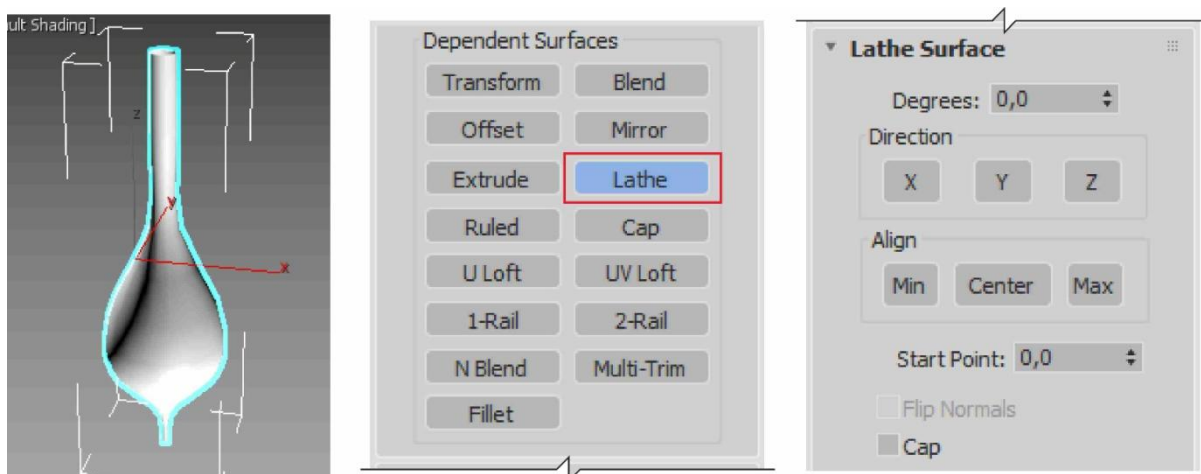 ult Shading ]
z
y
x
Dependent Surfaces
Transform Blend
Offset Mirror
Extrude Lathe
Ruled Cap
U Loft UV Loft
1-Rail 2-Rail
N Blend Multi-Trim
Fillet
Lathe Surface
Degrees: 0,0
Direction
X Y Z
Align
Min Center Max
Start Point: 0,0
Flip Normals
Cap